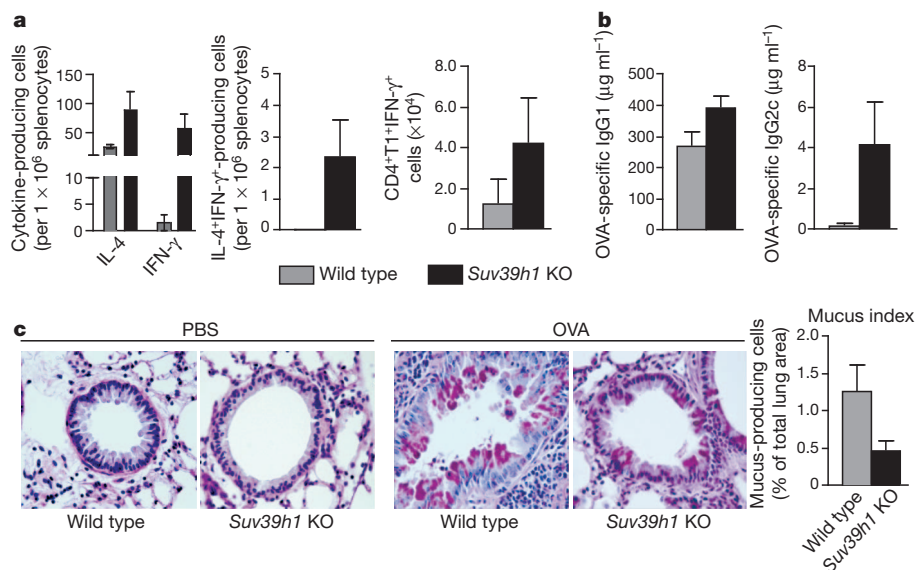 a
Cytokine-producing cells
(per 1 × 10⁶ splenocytes)
150
100
50
10
5
0
IL-4
IFN-γ
IL-4⁺IFN-γ⁺-producing cells
(per 1 × 10⁶ splenocytes)
5
4
3
2
1
0
CD4⁺T1⁺IFN-γ⁺
cells (×10⁴)
8.0
6.0
4.0
2.0
0
b
OVA-specific IgG1 (μg ml⁻¹)
500
400
300
200
100
0
OVA-specific IgG2c (μg ml⁻¹)
8.0
6.0
4.0
2.0
0
Wild type
Suv39h1 KO
c
PBS
OVA
Wild type
Suv39h1 KO
Wild type
Suv39h1 KO
Mucus index
Mucus-producing cells
(% of total lung area)
2.0
1.5
1.0
0.5
0
Wild type
Suv39h1 KO